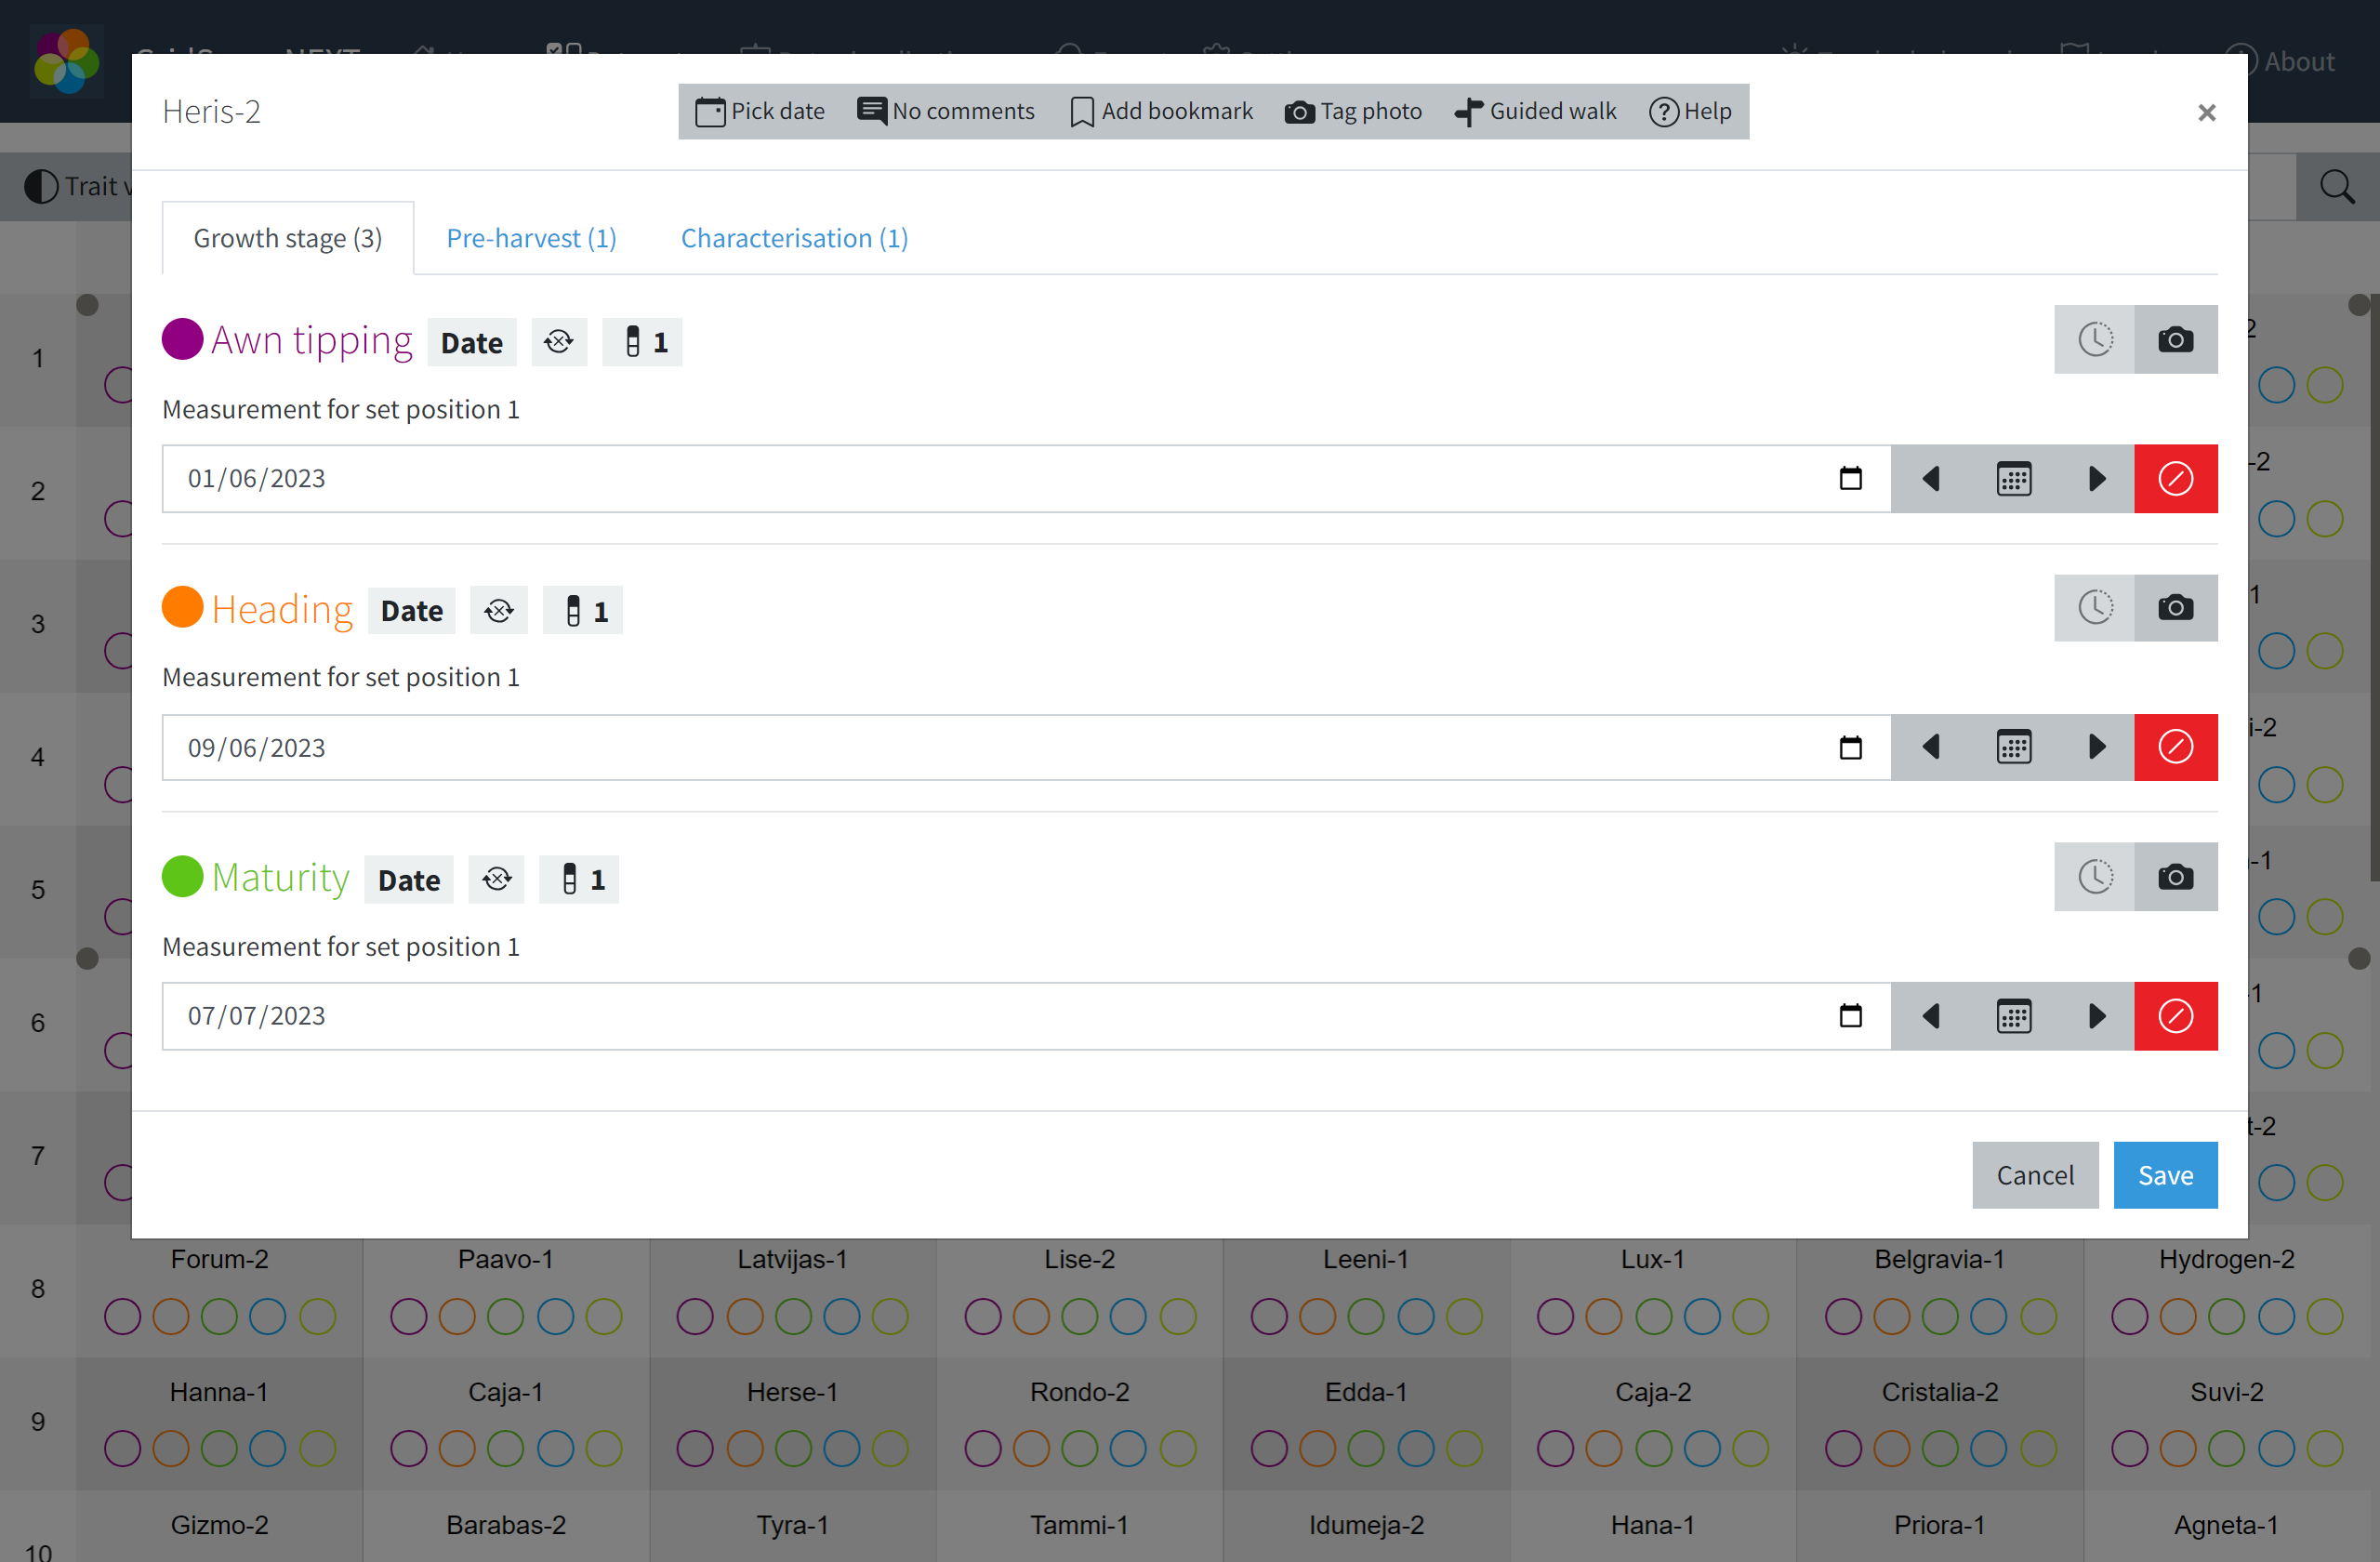 About
Heris-2
Pick date
No comments
Add bookmark
Tag photo
Guided walk
Help
×
Trait
Growth stage (3)
Pre-harvest (1)
Characterisation (1)
1
Awn tipping
Date
1
Measurement for set position 1
01/06/2023
2
-2
Heading
Date
1
3
Measurement for set position 1
09/06/2023
4
i-2
Maturity
Date
1
5
-1
Measurement for set position 1
07/07/2023
6
-1
7
t-2
Cancel
Save
8
Forum-2
Paavo-1
Latvijas-1
Lise-2
Leeni-1
Lux-1
Belgravia-1
Hydrogen-2
9
Hanna-1
Caja-1
Herse-1
Rondo-2
Edda-1
Caja-2
Cristalia-2
Suvi-2
10
Gizmo-2
Barabas-2
Tyra-1
Tammi-1
Idumeja-2
Hana-1
Priora-1
Agneta-1